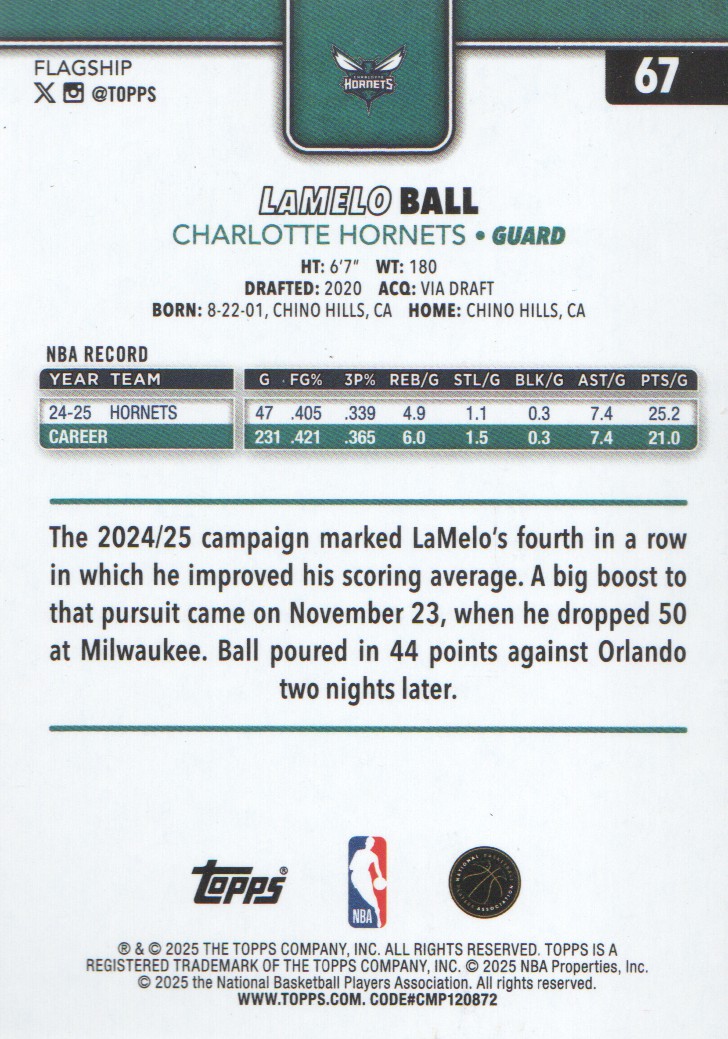 CHARLOTTE
HORNETS
67
FLAGSHIP
@TOPPS
LAMELO BALL
CHARLOTTE HORNETS • GUARD
HT: 6'7" WT: 180
DRAFTED: 2020 ACQ: VIA DRAFT
BORN: 8-22-01, CHINO HILLS, CA HOME: CHINO HILLS, CA
NBA RECORD
YEAR TEAM G FG% 3P% REB/G STL/G BLK/G AST/G PTS/G
24-25 HORNETS 47 .405 .339 4.9 1.1 0.3 7.4 25.2
CAREER 231 .421 .365 6.0 1.5 0.3 7.4 21.0
The 2024/25 campaign marked LaMelo's fourth in a row
in which he improved his scoring average. A big boost to
that pursuit came on November 23, when he dropped 50
at Milwaukee. Ball poured in 44 points against Orlando
two nights later.
Topps®
NBA
NATIONAL BASKETBALL
PLAYERS ASSOCIATION
® & © 2025 THE TOPPS COMPANY, INC. ALL RIGHTS RESERVED. TOPPS IS A
REGISTERED TRADEMARK OF THE TOPPS COMPANY, INC. © 2025 NBA Properties, Inc.
© 2025 the National Basketball Players Association. All rights reserved.
WWW.TOPPS.COM. CODE#CMP120872